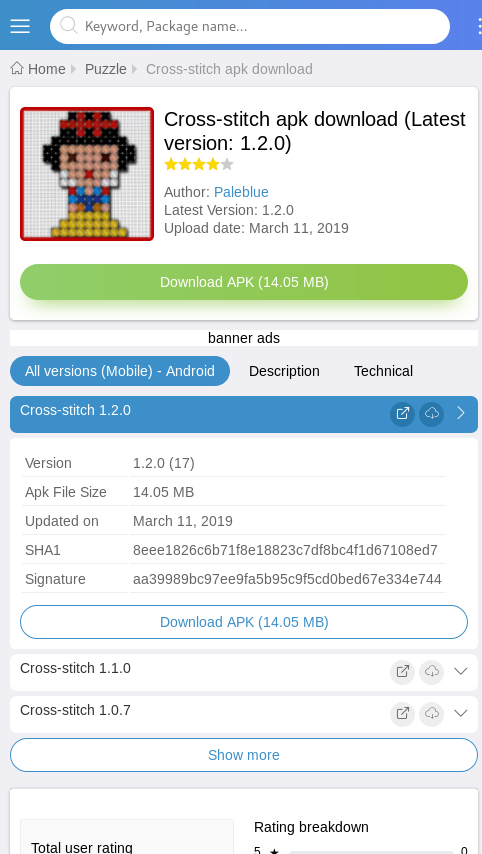 Keyword, Package name...
Home Puzzle Cross-stitch apk download
Cross-stitch apk download (Latest
version: 1.2.0)
Author: Paleblue
Latest Version: 1.2.0
Upload date: March 11, 2019
Download APK (14.05 MB)
banner ads
All versions (Mobile) - Android Description Technical
Cross-stitch 1.2.0
Version 1.2.0 (17)
Apk File Size 14.05 MB
Updated on March 11, 2019
SHA1 8eee1826c6b71f8e18823c7df8bc4f1d67108ed7
Signature aa39989bc97ee9fa5b95c9f5cd0bed67e334e744
Download APK (14.05 MB)
Cross-stitch 1.1.0
Cross-stitch 1.0.7
Show more
Rating breakdown
Total user rating
5 ★ 0